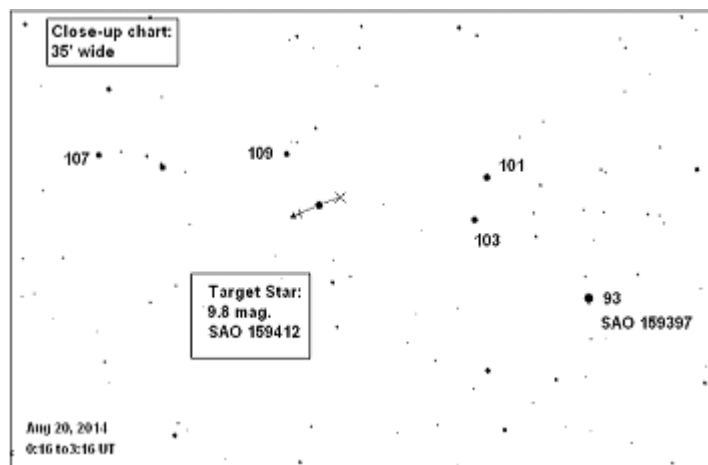 Close-up chart:
35' wide
107
109
101
103
Target Star:
9.8 mag.
SAO 159412
93
SAO 159397
Aug 20, 2014
0:16 to 3:16 UT